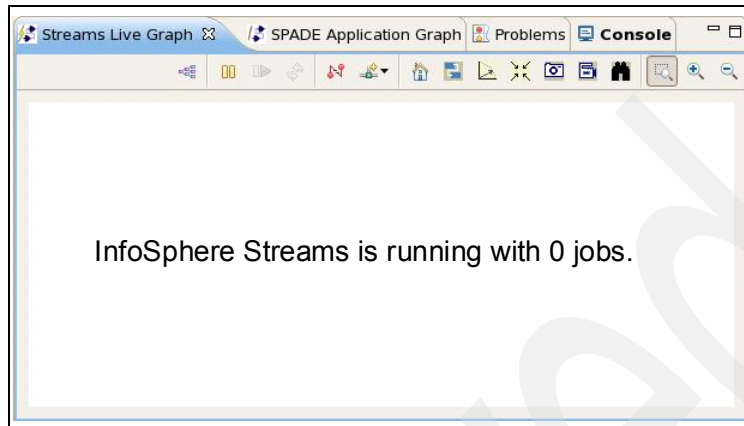 Streams Live Graph SPADE Application Graph Problems Console
InfoSphere Streams is running with 0 jobs.